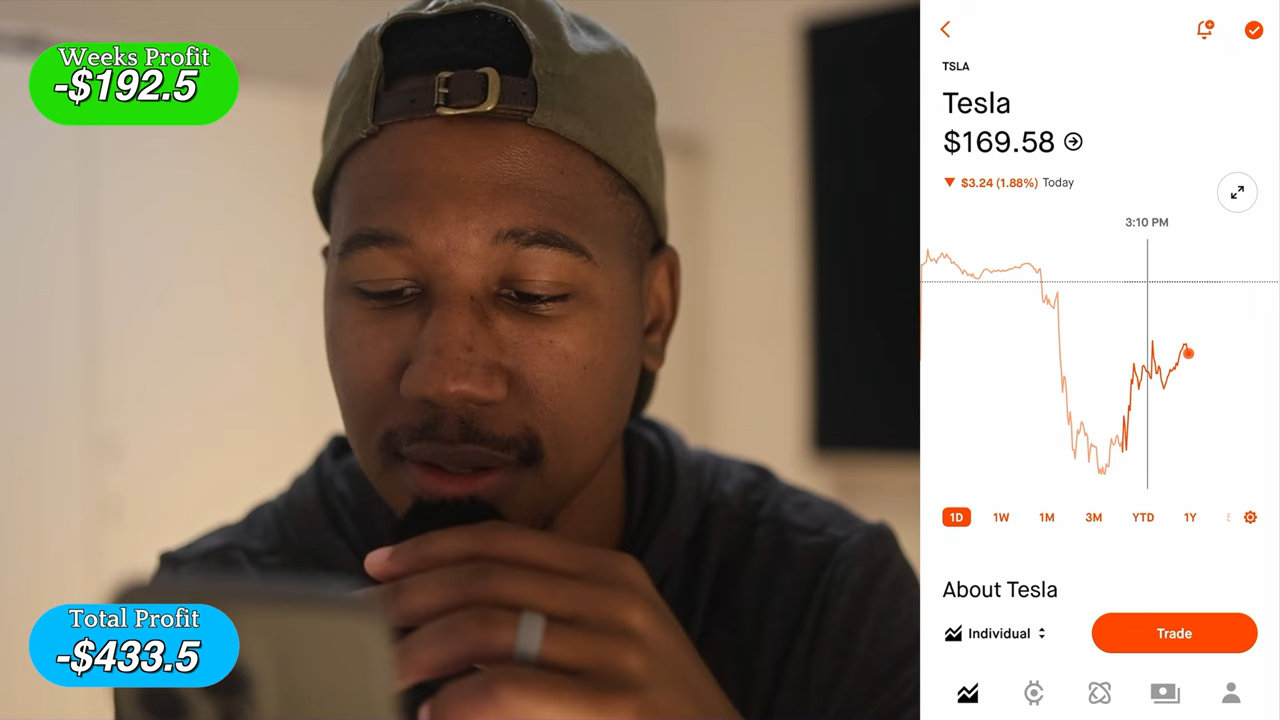 Weeks Profit
-$192.5
Total Profit
-$433.5
TSLA
Tesla
$169.58
$3.24 (1.88%) Today
3:10 PM
1D 1W 1M 3M YTD 1Y
About Tesla
Individual
Trade